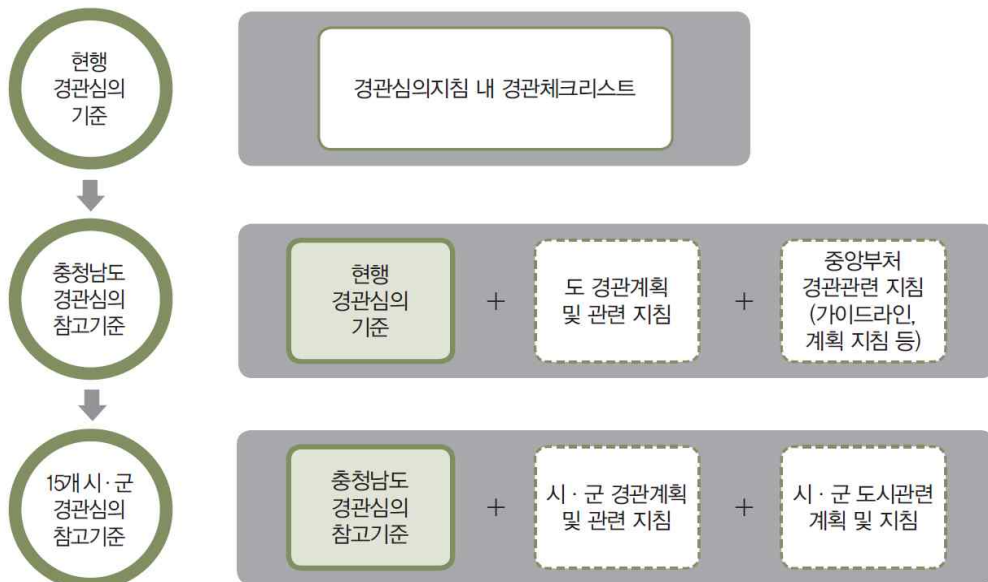 현행
경관심의
기준
경관심의지침 내 경관체크리스트
충청남도
경관심의
참고기준
현행
경관심의
기준
+
도 경관계획
및 관련 지침
+
중앙부처
경관관련 지침
(가이드라인,
계획 지침 등)
15개 시·군
경관심의
참고기준
충청남도
경관심의
참고기준
+
시·군 경관계획
및 관련 지침
+
시·군 도시관련
계획 및 지침